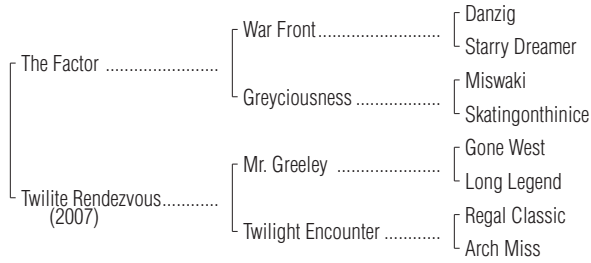 Danzig
War Front..........................
Starry Dreamer
The Factor ........................
Miswaki
Greyciousness ..................
Skatingonthinice
Gone West
Mr. Greeley ......................
Long Legend
Twilite Rendezvous............
(2007)
Regal Classic
Twilight Encounter ............
Arch Miss